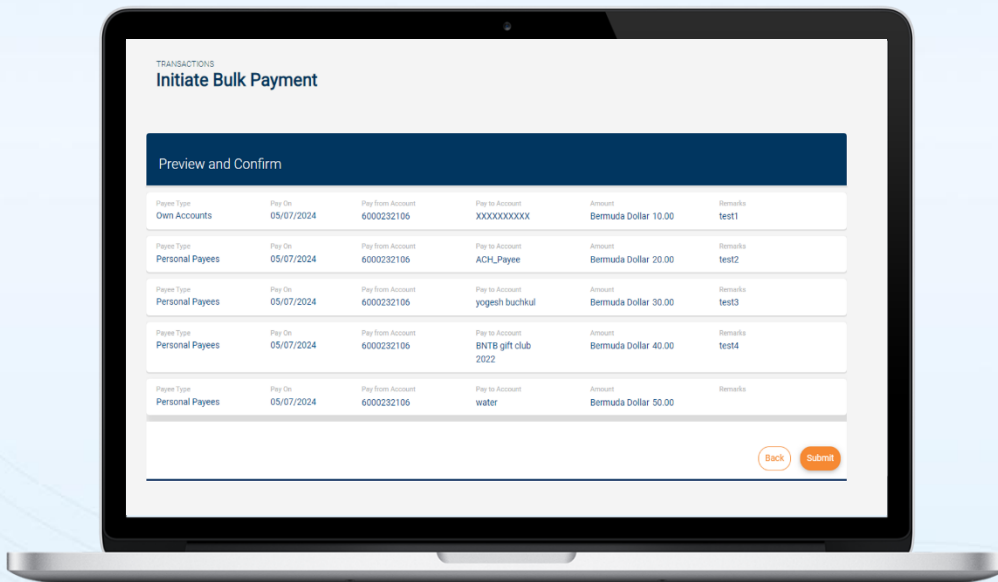 TRANSACTIONS
Initiate Bulk Payment
Preview and Confirm
Payee Type Pay On Pay from Account Pay to Account Amount Remarks
Own Accounts 05/07/2024 6000232106 XXXXXXXXXX Bermuda Dollar 10.00 test1
Payee Type Pay On Pay from Account Pay to Account Amount Remarks
Personal Payees 05/07/2024 6000232106 ACH_Payee Bermuda Dollar 20.00 test2
Payee Type Pay On Pay from Account Pay to Account Amount Remarks
Personal Payees 05/07/2024 6000232106 yogesh buchkul Bermuda Dollar 30.00 test3
Payee Type Pay On Pay from Account Pay to Account Amount Remarks
Personal Payees 05/07/2024 6000232106 BNTB gift club Bermuda Dollar 40.00 test4
2022
Payee Type Pay On Pay from Account Pay to Account Amount Remarks
Personal Payees 05/07/2024 6000232106 water Bermuda Dollar 50.00
Back Submit